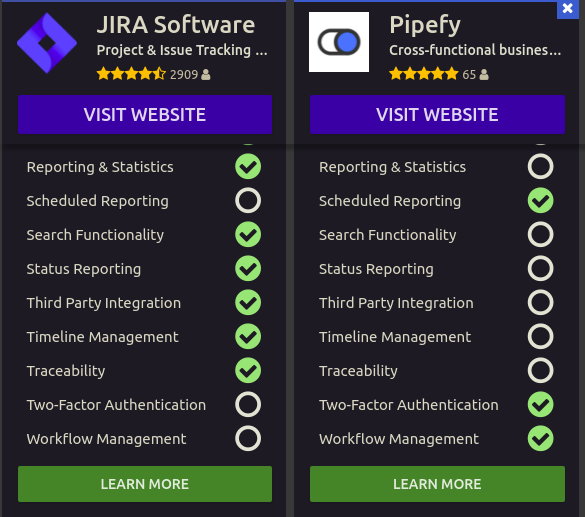 JIRA Software
Project & Issue Tracking ...
2909
VISIT WEBSITE
Reporting & Statistics
Scheduled Reporting
Search Functionality
Status Reporting
Third Party Integration
Timeline Management
Traceability
Two-Factor Authentication
Workflow Management
LEARN MORE
Pipefy
Cross-functional busines...
65
VISIT WEBSITE
Reporting & Statistics
Scheduled Reporting
Search Functionality
Status Reporting
Third Party Integration
Timeline Management
Traceability
Two-Factor Authentication
Workflow Management
LEARN MORE